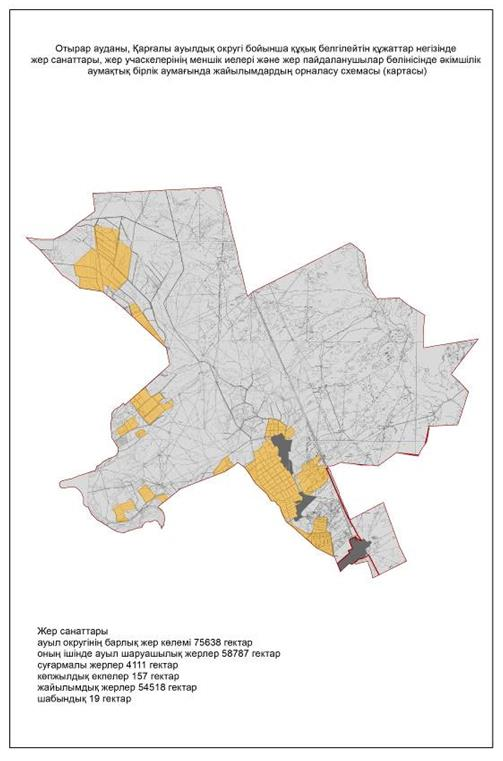 Отырар ауданы, Қарғалы ауылдық округі бойынша құқық белгілейтін құжаттар негізінде
жер санаттары, жер учаскелерінің меншік иелері және жер пайдаланушылар бөлінісінде әкімшілік
аумақтық бірлік аумағында жайылымдардың орналасу схемасы (картасы)
Жер санаттары
ауыл округінің барлық жер көлемі 75638 гектар
оның ішінде ауыл шаруашылық жерлер 58787 гектар
суғармалы жерлер 4111 гектар
көпжылдық екпелер 157 гектар
жайылымдық жерлер 54518 гектар
шабындық 19 гектар